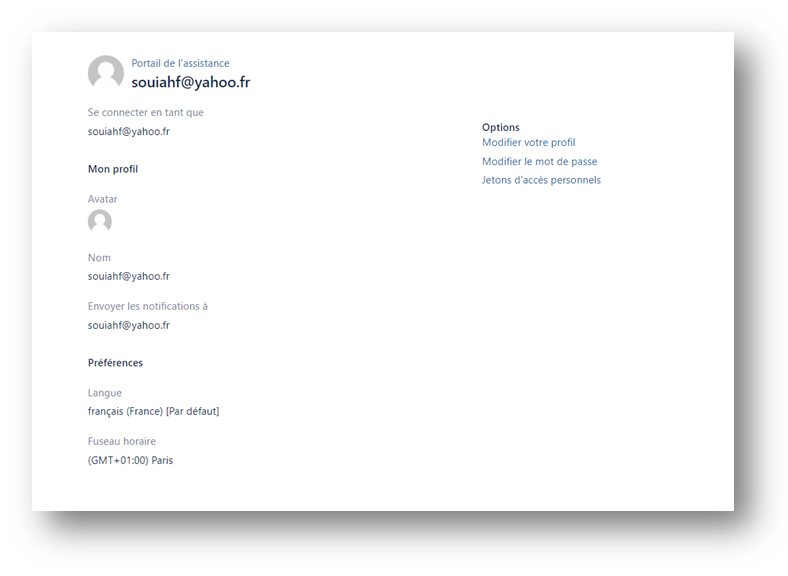 Portail de l'assistance
souiahf@yahoo.fr
Se connecter en tant que
souiahf@yahoo.fr
Mon profil
Avatar
Nom
souiahf@yahoo.fr
Envoyer les notifications à
souiahf@yahoo.fr
Préférences
Langue
français (France) [Par défaut]
Fuseau horaire
(GMT+01:00) Paris
Options
Modifier votre profil
Modifier le mot de passe
Jetons d'accès personnels